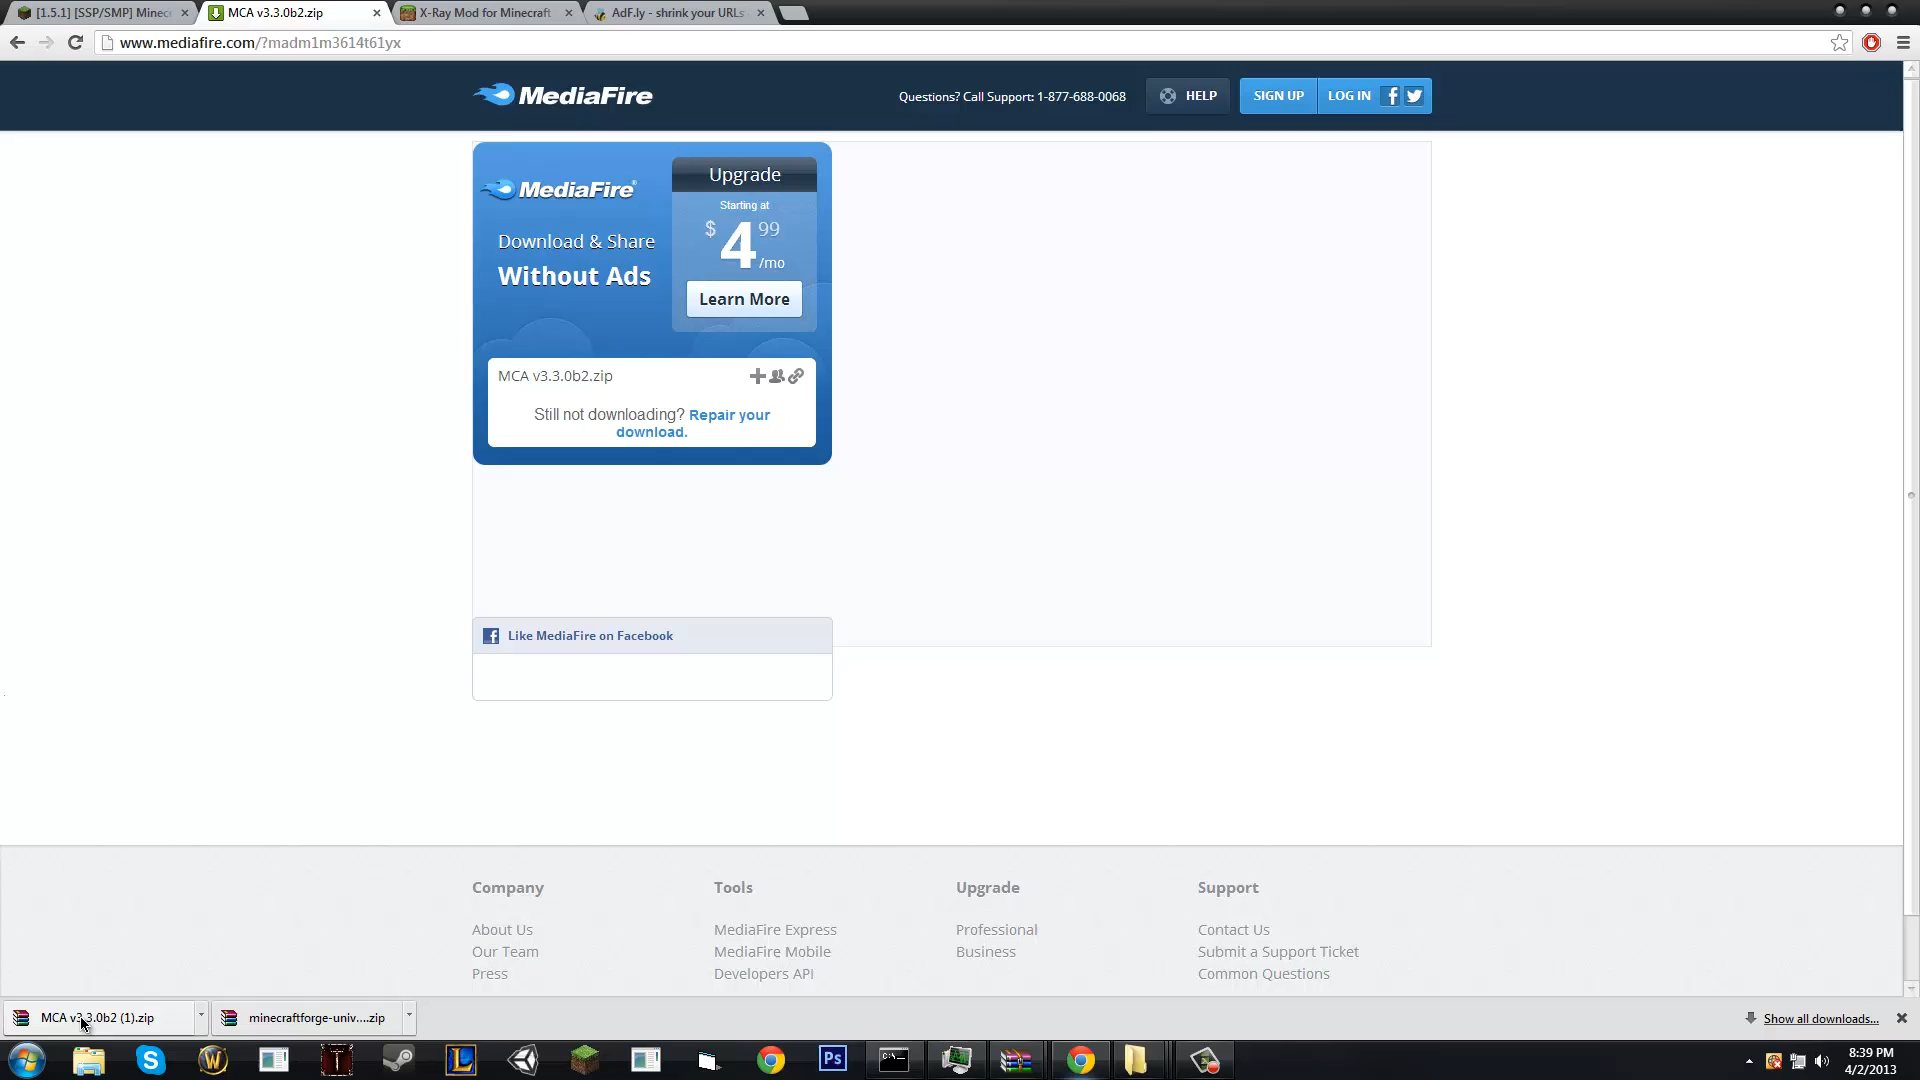 [1.5.1] [SSP/SMP] Minec
MCA v3.3.0b2.zip
X-Ray Mod for Minecraft
AdF.ly - shrink your URLs
www.mediafire.com/?madm1m3614t61yx
MediaFire
Questions? Call Support: 1-877-688-0068
HELP
SIGN UP
LOG IN
MediaFire
Download & Share
Without Ads
Upgrade
Starting at
$4 99
/mo
Learn More
MCA v3.3.0b2.zip
Still not downloading? Repair your
download.
Like MediaFire on Facebook
Company
About Us
Our Team
Press
Tools
MediaFire Express
MediaFire Mobile
Developers API
Upgrade
Professional
Business
Support
Contact Us
Submit a Support Ticket
Common Questions
MCA v3.3.0b2 (1).zip
minecraftforge-univ....zip
Show all downloads...
Ps
C:\
8:39 PM
4/2/2013